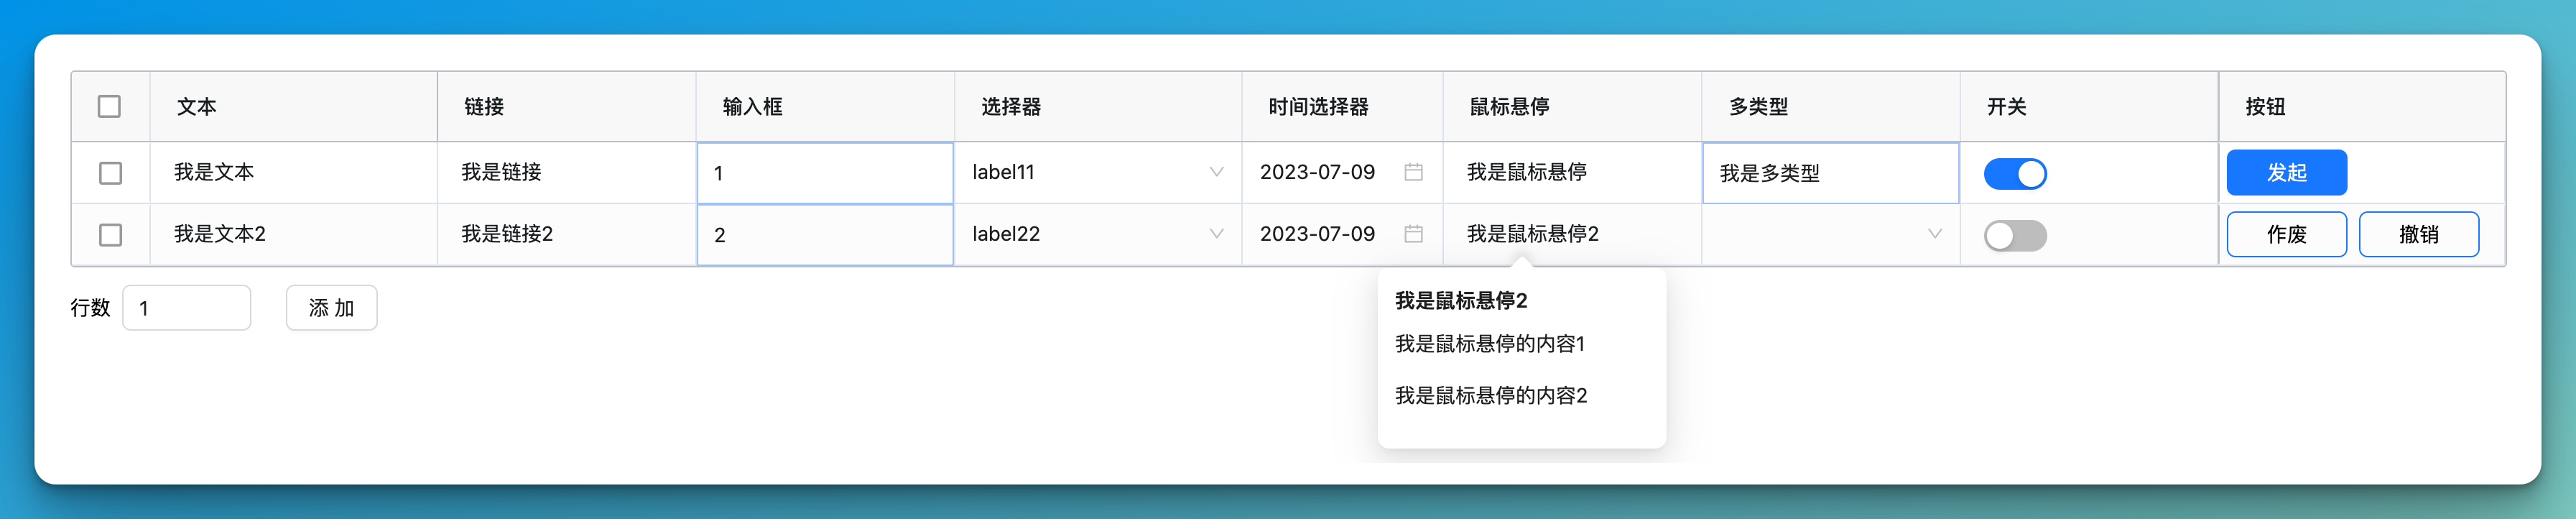 文本 链接 输入框 选择器 时间选择器 鼠标悬停 多类型 开关 按钮
我是文本 我是链接 1 label11 2023-07-09 我是鼠标悬停 我是多类型 发起
我是文本2 我是链接2 2 label22 2023-07-09 我是鼠标悬停2 作废 撤销
行数 1 添 加
我是鼠标悬停2
我是鼠标悬停的内容1
我是鼠标悬停的内容2